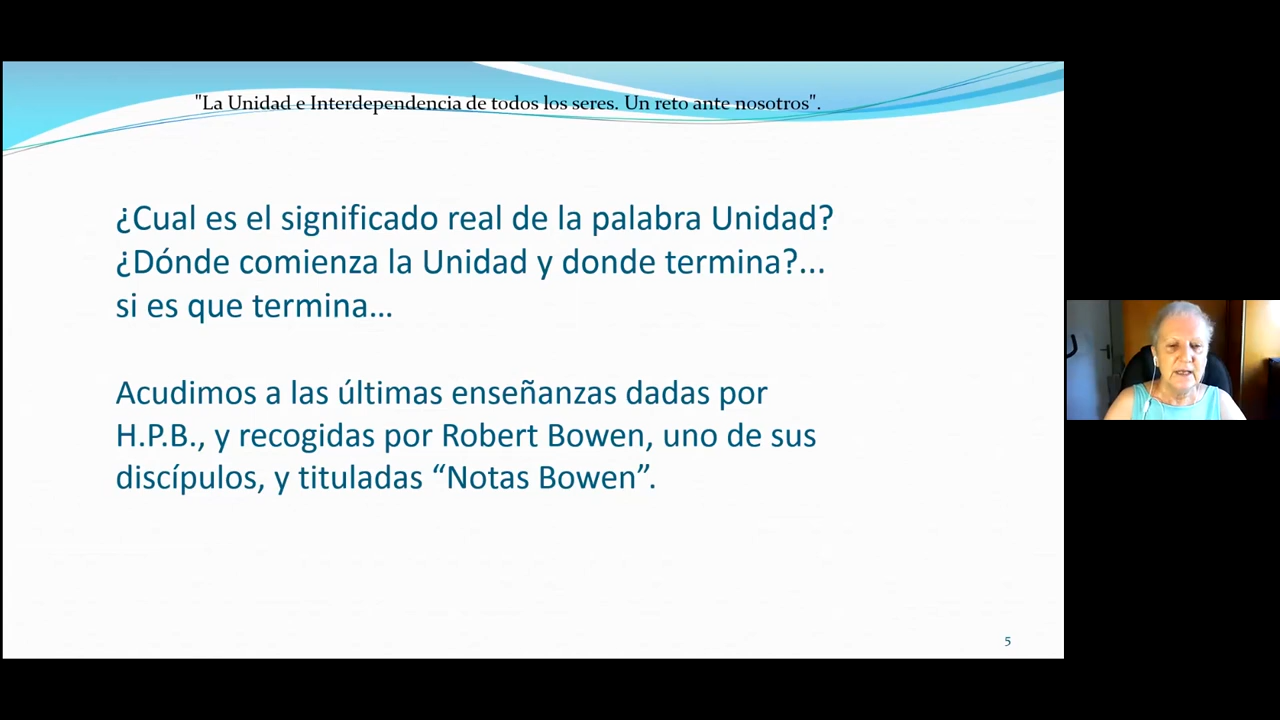 "La Unidad e Interdependencia de todos los seres. Un reto ante nosotros".
¿Cual es el significado real de la palabra Unidad?
¿Dónde comienza la Unidad y donde termina?...
si es que termina...
Acudimos a las últimas enseñanzas dadas por
H.P.B., y recogidas por Robert Bowen, uno de sus
discípulos, y tituladas “Notas Bowen”.
5